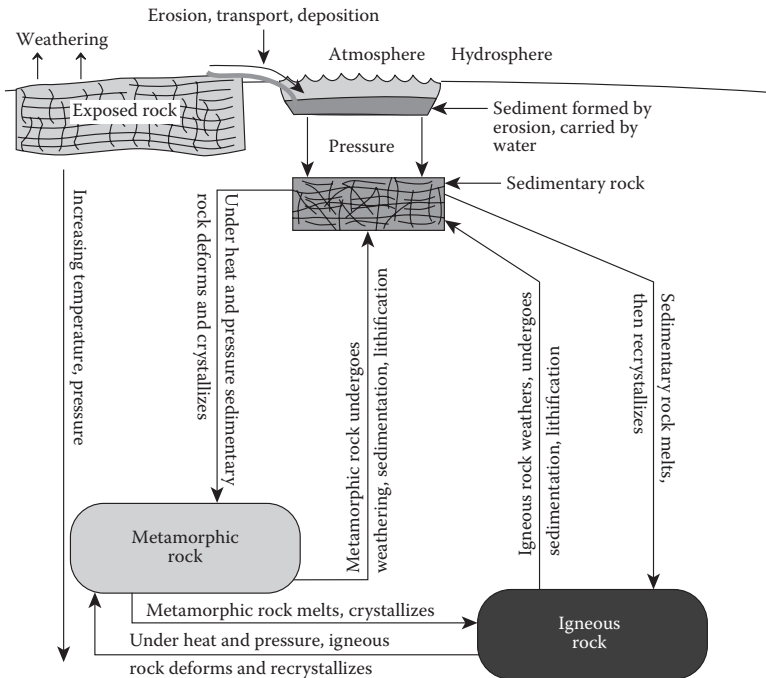 Erosion, transport, deposition
Weathering
Atmosphere
Hydrosphere
Exposed rock
Sediment formed by
erosion, carried by
water
Pressure
Sedimentary rock
Increasing temperature, pressure
Under heat and pressure sedimentary
rock deforms and crystallizes
Metamorphic rock undergoes
weathering, sedimentation, lithification
Igneous rock weathers, undergoes
sedimentation, lithification
Sedimentary rock melts,
then recrystallizes
Metamorphic
rock
Metamorphic rock melts, crystallizes
Under heat and pressure, igneous
rock deforms and recrystallizes
Igneous
rock